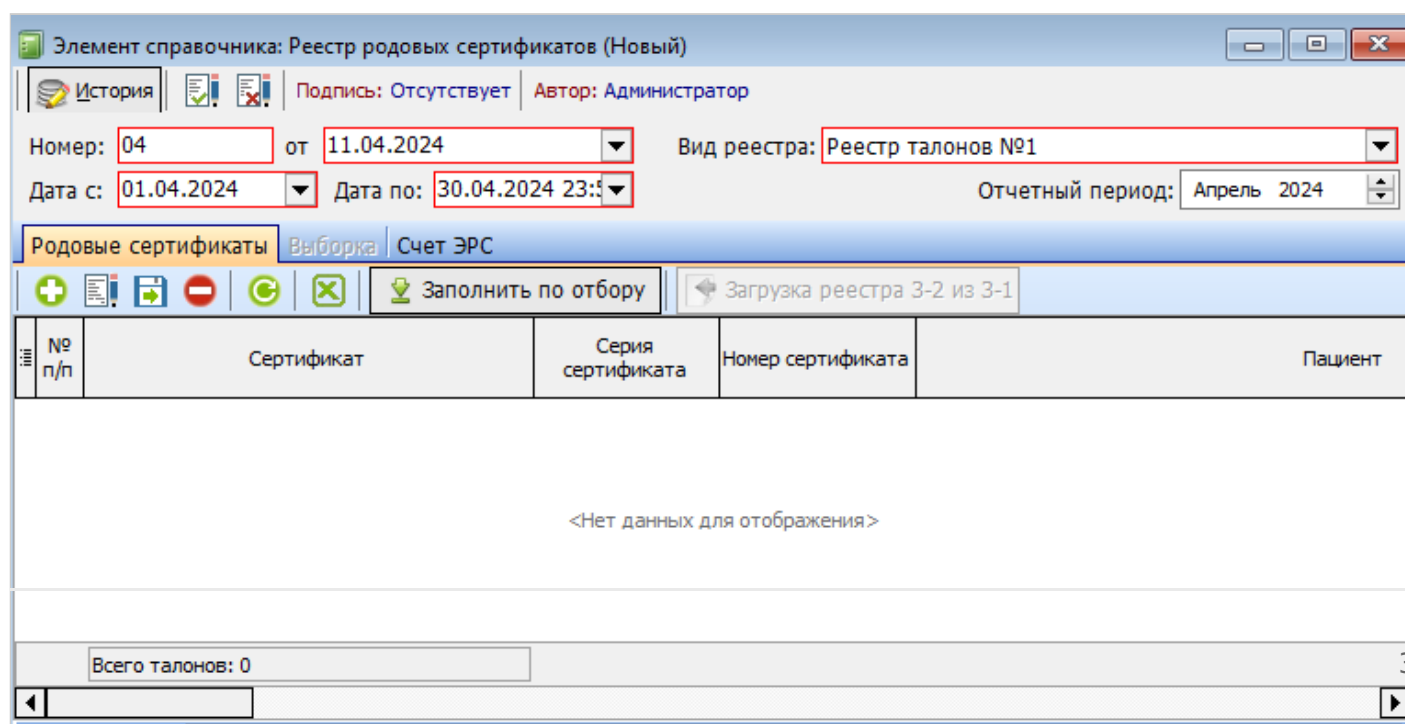 Элемент справочника: Реестр родовых сертификатов (Новый)
История Подпись: Отсутствует Автор: Администратор
Номер: 04 от 11.04.2024 Вид реестра: Реестр талонов №1
Дата с: 01.04.2024 Дата по: 30.04.2024 Отчетный период: Апрель 2024
Родовые сертификаты Выборка Счет ЭРС
Заполнить по отбору Загрузка реестра 3-2 из 3-1
№ п/п Сертификат Серия сертификата Номер сертификата Пациент
<Нет данных для отображения>
Всего талонов: 0